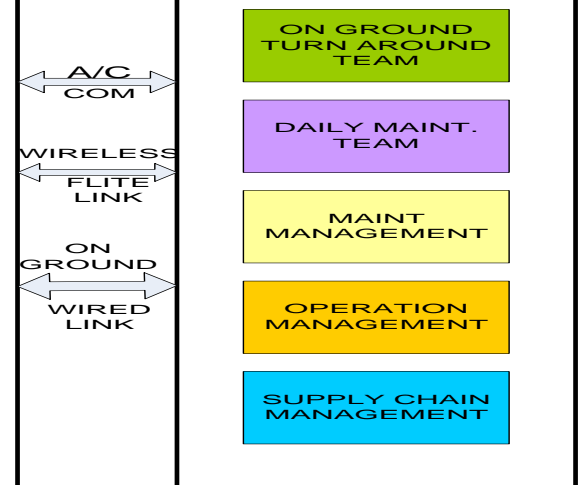 A/C
COM
WIRELESS
FLITE
LINK
ON
GROUND
WIRED
LINK
ON GROUND
TURN AROUND
TEAM
DAILY MAINT.
TEAM
MAINT
MANAGEMENT
OPERATION
MANAGEMENT
SUPPLY CHAIN
MANAGEMENT